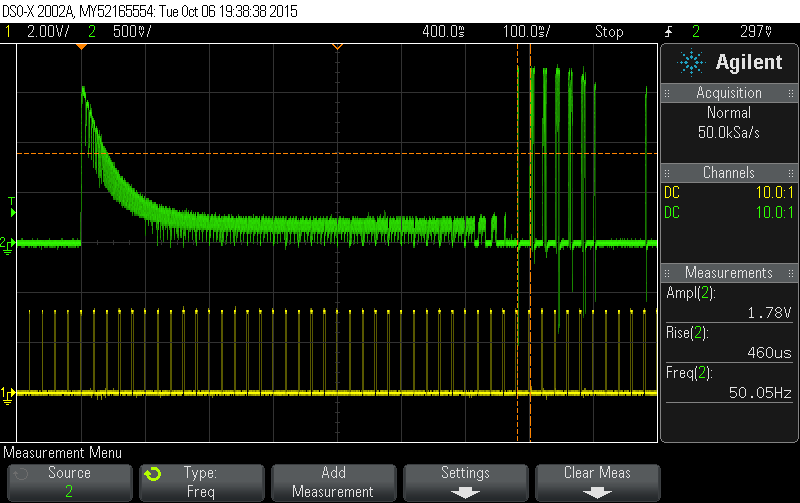 DSO-X 2002A, MY52165554: Tue Oct 06 19:38:38 2015
1 2.00V/ 2 500mV/ 400.0ms 100.0ms/ Stop 2 297mV
Agilent
Acquisition
Normal
50.0kSa/s
Channels
DC 10.0:1
DC 10.0:1
Measurements
Ampl(2):
1.78V
Rise(2):
460us
Freq(2):
50.05Hz
T
2
1
Measurement Menu
Source
2
Type:
Freq
Add
Measurement
Settings
Clear Meas